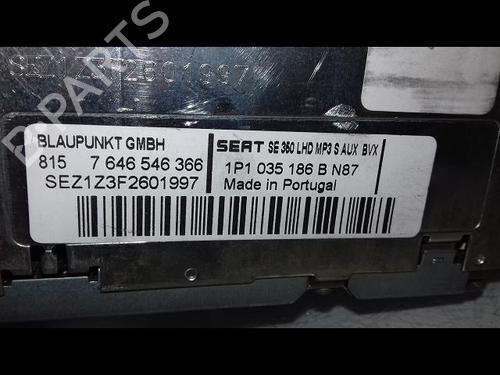 SEZ1Z3F2601997
B PARTS
BLAUPUNKT GMBH
815 7 646 546 366
SEZ1Z3F2601997
SEAT SE 350 LHD MP3 S AUX BVX
1P1 035 186 B N87
Made in Portugal